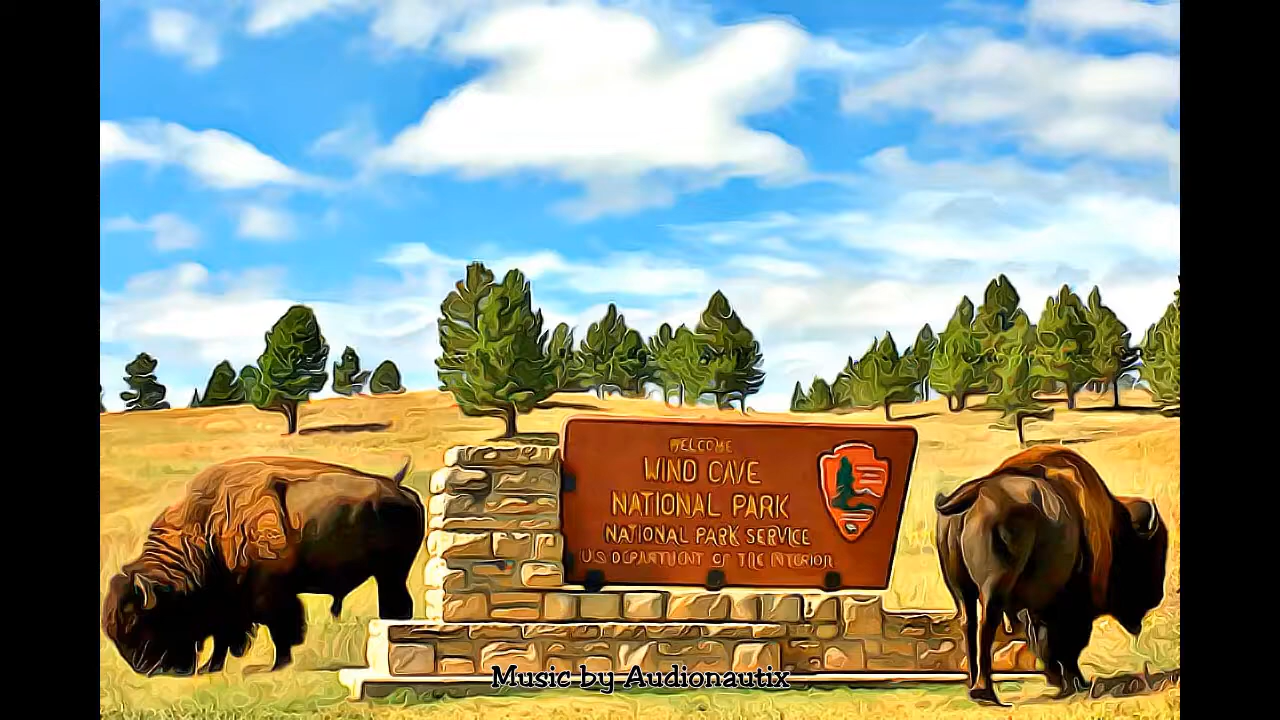 WELCOME
WIND CAVE
NATIONAL PARK
NATIONAL PARK SERVICE
U.S. DEPARTMENT OF THE INTERIOR
Music by Audionautix